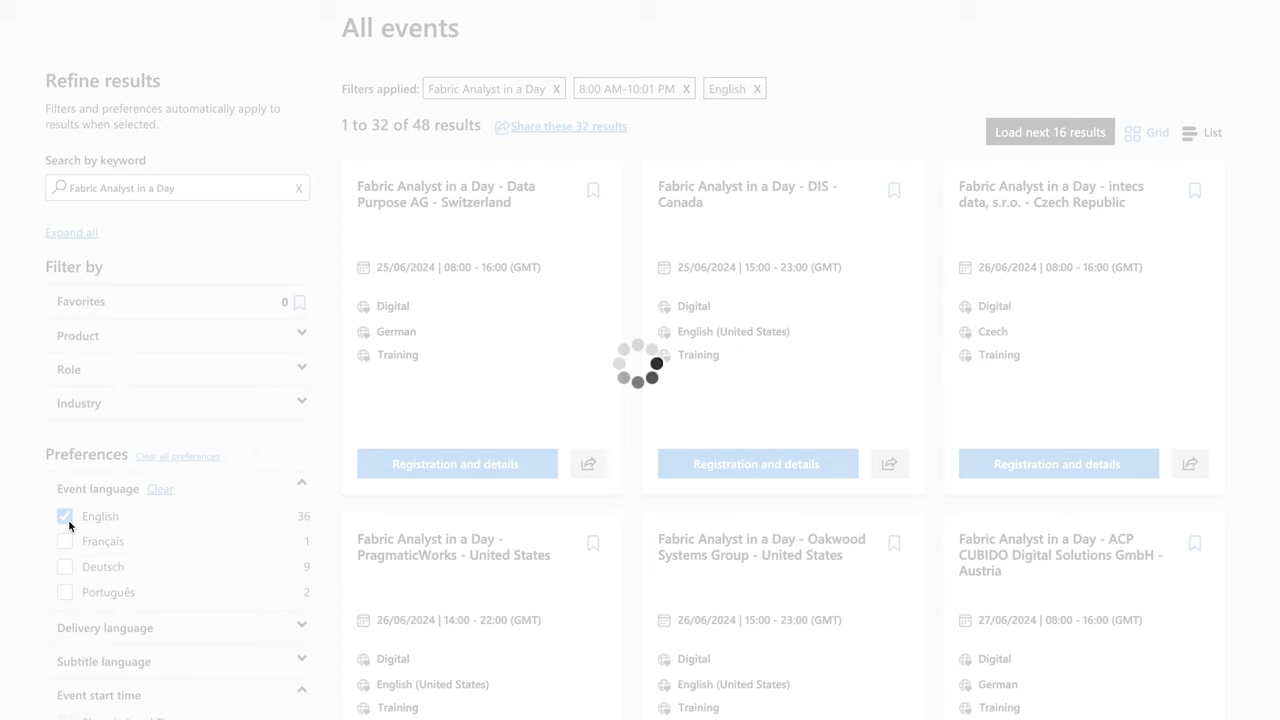 All events
Refine results
Filters and preferences automatically apply to
results when selected.
Search by keyword
Fabric Analyst in a Day X
Expall all
Filter by
Favorites 0
Product
Role
Industry
Preferences Clear all preferences
Event language Clear
English 36
Français 1
Deutsch 9
Português 2
Delivery language
Subtitle language
Event start time
Filters applied: Fabric Analyst in a Day X 8:00 AM-10:01 PM X English X
1 to 32 of 48 results Share these 32 results
Load next 16 results Grid List
Fabric Analyst in a Day - Data
Purpose AG - Switzerland
25/06/2024 | 08:00 - 16:00 (GMT)
Digital
German
Training
Registration and details
Fabric Analyst in a Day - DIS -
Canada
25/06/2024 | 15:00 - 23:00 (GMT)
Digital
English (United States)
Training
Registration and details
Fabric Analyst in a Day - intecs
data, s.r.o. - Czech Republic
26/06/2024 | 08:00 - 16:00 (GMT)
Digital
Czech
Training
Registration and details
Fabric Analyst in a Day -
PragmaticWorks - United States
26/06/2024 | 14:00 - 22:00 (GMT)
Digital
English (United States)
Training
Fabric Analyst in a Day - Oakwood
Systems Group - United States
26/06/2024 | 15:00 - 23:00 (GMT)
Digital
English (United States)
Training
Fabric Analyst in a Day - ACP
CUBIDO Digital Solutions GmbH -
Austria
27/06/2024 | 08:00 - 16:00 (GMT)
Digital
German
Training